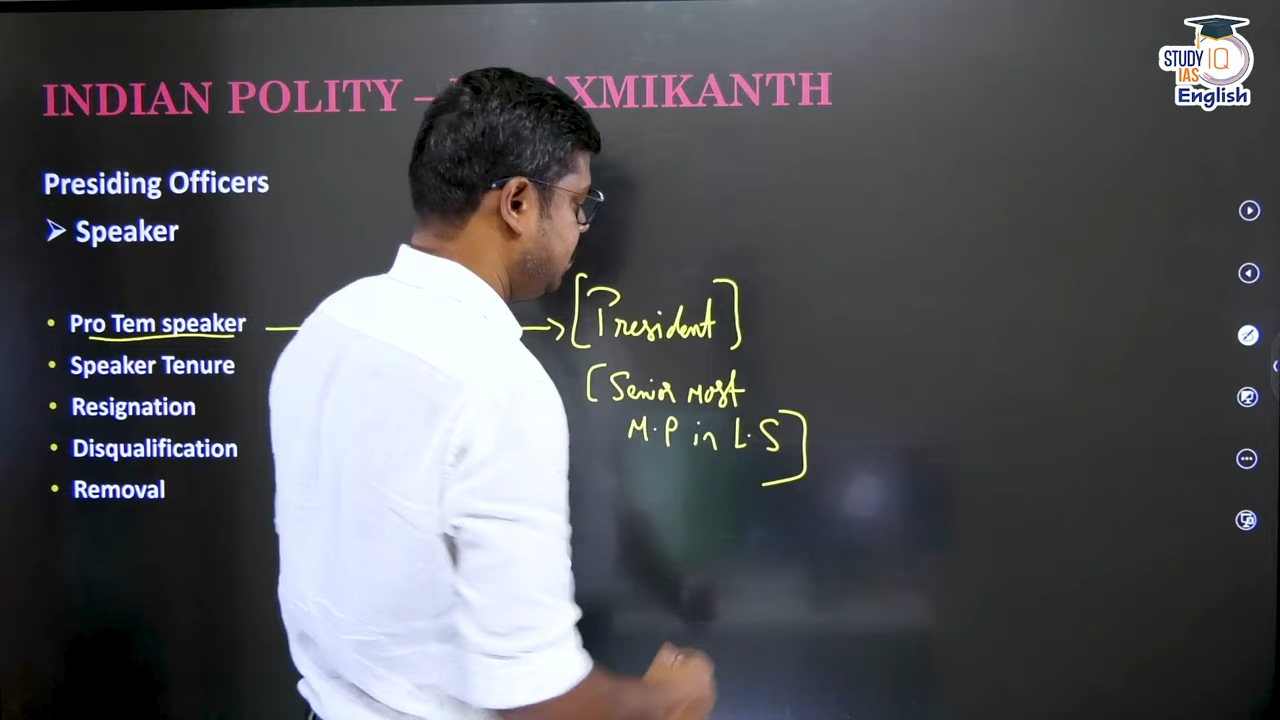 INDIAN POLITY – AXMIKANTH
STUDY IQ
IAS
English
Presiding Officers
➢ Speaker
• Pro Tem speaker
[President]
• Speaker Tenure
[Senior Most
• Resignation
M.P in L.S]
• Disqualification
• Removal